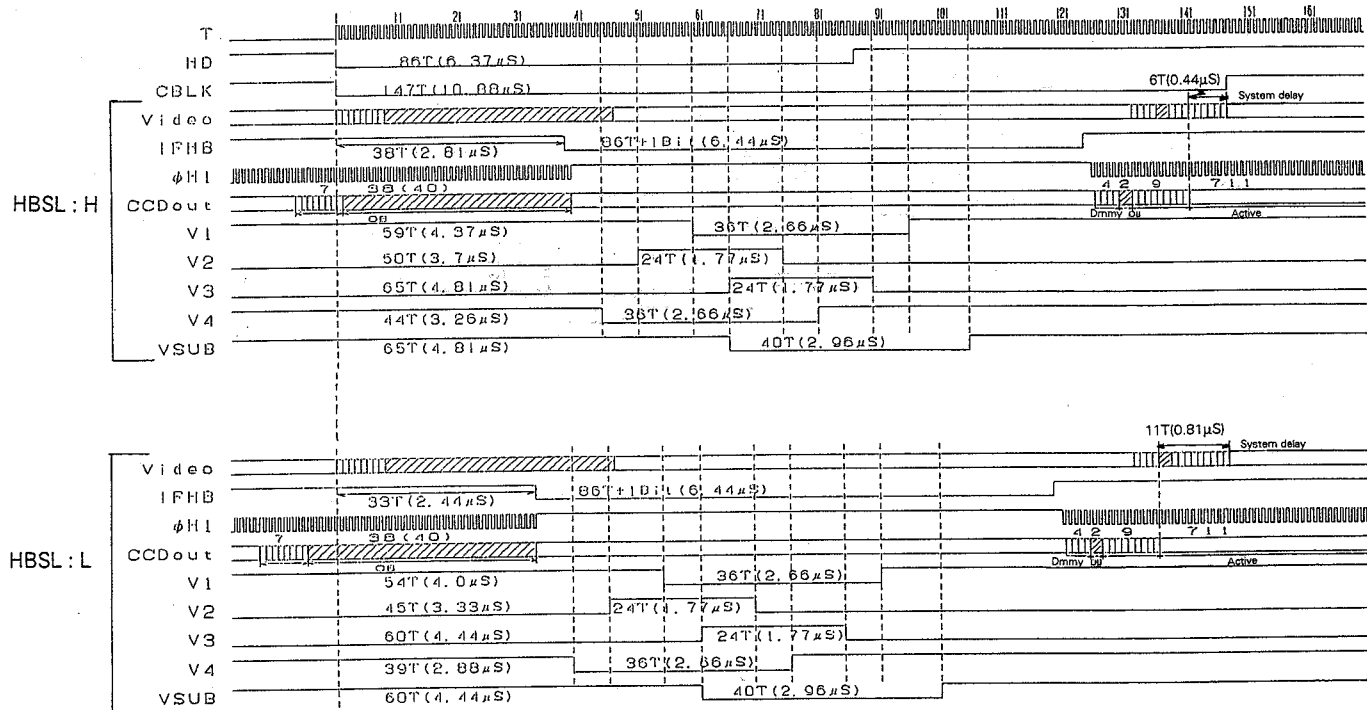 1 11 21 31 41 51 61 71 81 91 101 111 121 131 141 151 161
T
HD 86T(6.37μS)
CBLK 147T(10.88μS) 6T(0.44μS)
System delay
HBSL:H
Video
IFHB 38T(2.81μS) 86T+1Bit(6.44μS)
φH1
7 38(40) 4 2 9 711
CCDout
OB Dmmy Active
V1 59T(4.37μS) 36T(2.66μS)
V2 50T(3.7μS) 24T(1.77μS)
V3 65T(4.81μS) 24T(1.77μS)
V4 44T(3.26μS) 36T(2.66μS)
VSUB 65T(4.81μS) 40T(2.96μS)
11T(0.81μS)
System delay
HBSL:L
Video
IFHB 33T(2.44μS) 86T+1Bit(6.44μS)
φH1
7 38(40) 4 2 9 711
CCDout
OB Dmmy Active
V1 54T(4.0μS) 36T(2.66μS)
V2 45T(3.33μS) 24T(1.77μS)
V3 60T(4.44μS) 24T(1.77μS)
V4 39T(2.88μS) 36T(2.66μS)
VSUB 60T(4.44μS) 40T(2.96μS)